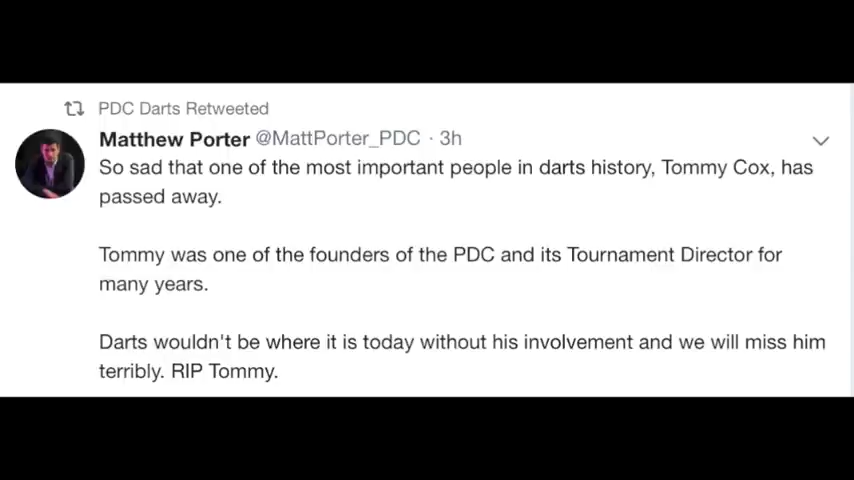 PDC Darts Retweeted
Matthew Porter @MattPorter_PDC · 3h
So sad that one of the most important people in darts history, Tommy Cox, has
passed away.
Tommy was one of the founders of the PDC and its Tournament Director for
many years.
Darts wouldn't be where it is today without his involvement and we will miss him
terribly. RIP Tommy.